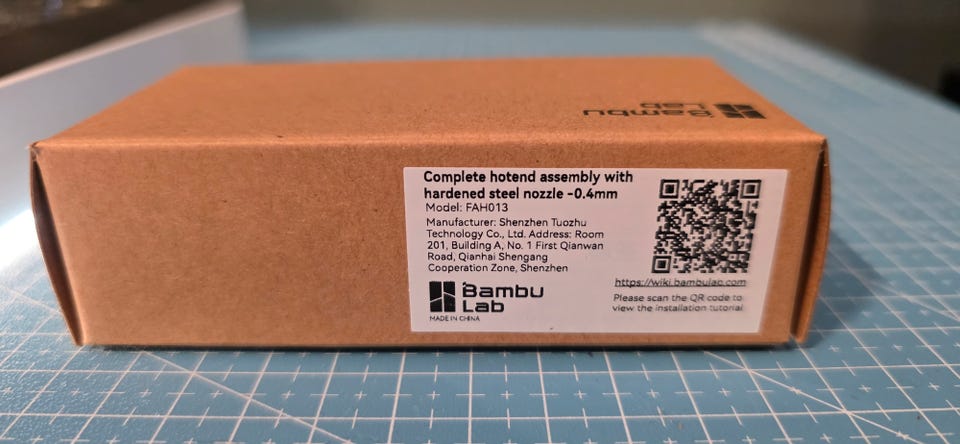 Bambu
Lab
Complete hotend assembly with
hardened steel nozzle -0.4mm
Model: FAH013
Manufacturer: Shenzhen Tuozhu
Technology Co., Ltd. Address: Room
201, Building A, No. 1 First Qianwan
Road, Qianhai Shengang
Cooperation Zone, Shenzhen
https://wiki.bambulab.com
Please scan the QR code to
view the installation tutorial
Bambu
Lab
MADE IN CHINA